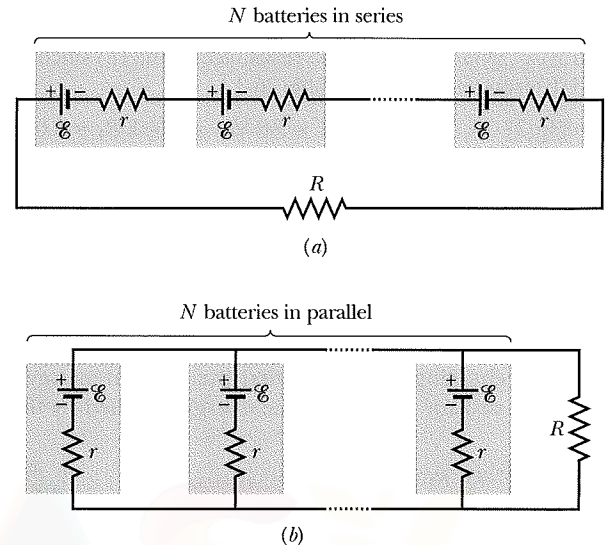 N batteries in series
+ − + − + −
r r r
ℰ ℰ ℰ
R
(a)
N batteries in parallel
+ ℰ + ℰ + ℰ
− − −
r r r R
(b)